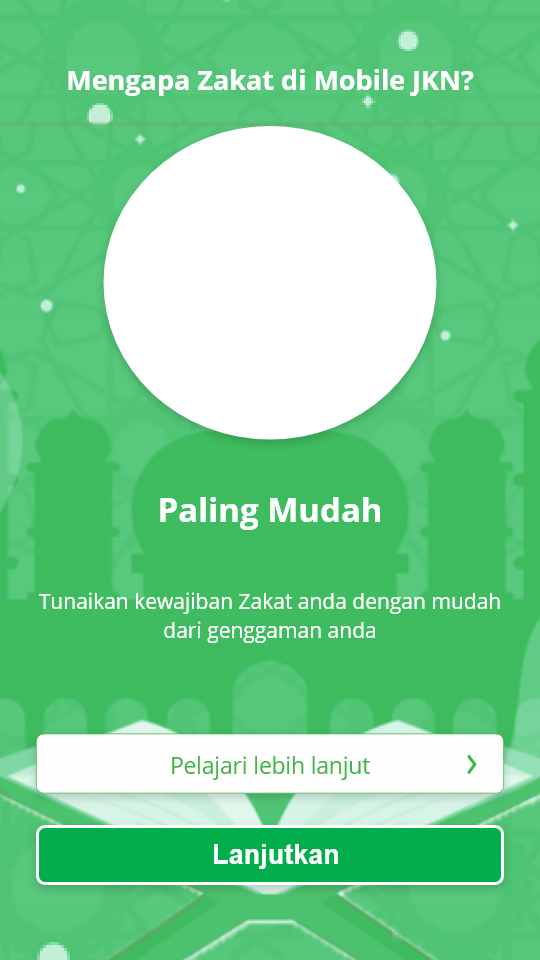 Mengapa Zakat di Mobile JKN?
Paling Mudah
Tunaikan kewajiban Zakat anda dengan mudah
dari genggaman anda
Pelajari lebih lanjut
Lanjutkan